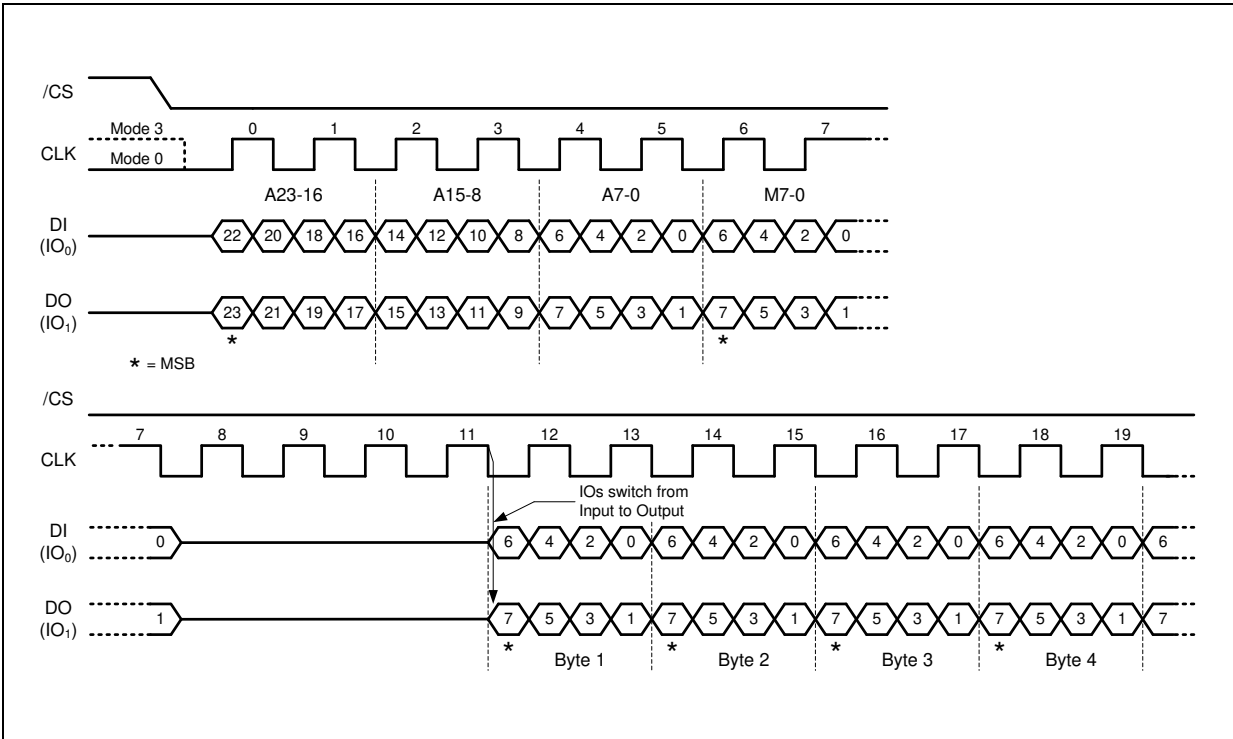 /CS
Mode 3
CLK
Mode 0
0 1 2 3 4 5 6 7
A23-16 A15-8 A7-0 M7-0
DI
(IO0)
22 20 18 16 14 12 10 8 6 4 2 0 6 4 2 0
DO
(IO1)
23 21 19 17 15 13 11 9 7 5 3 1 7 5 3 1
* *
* = MSB
/CS
7 8 9 10 11 12 13 14 15 16 17 18 19
CLK
IOs switch from
Input to Output
DI
(IO0)
0 6 4 2 0 6 4 2 0 6 4 2 0 6 4 2 0 6
DO
(IO1)
1 7 5 3 1 7 5 3 1 7 5 3 1 7 5 3 1 7
* * * *
Byte 1 Byte 2 Byte 3 Byte 4